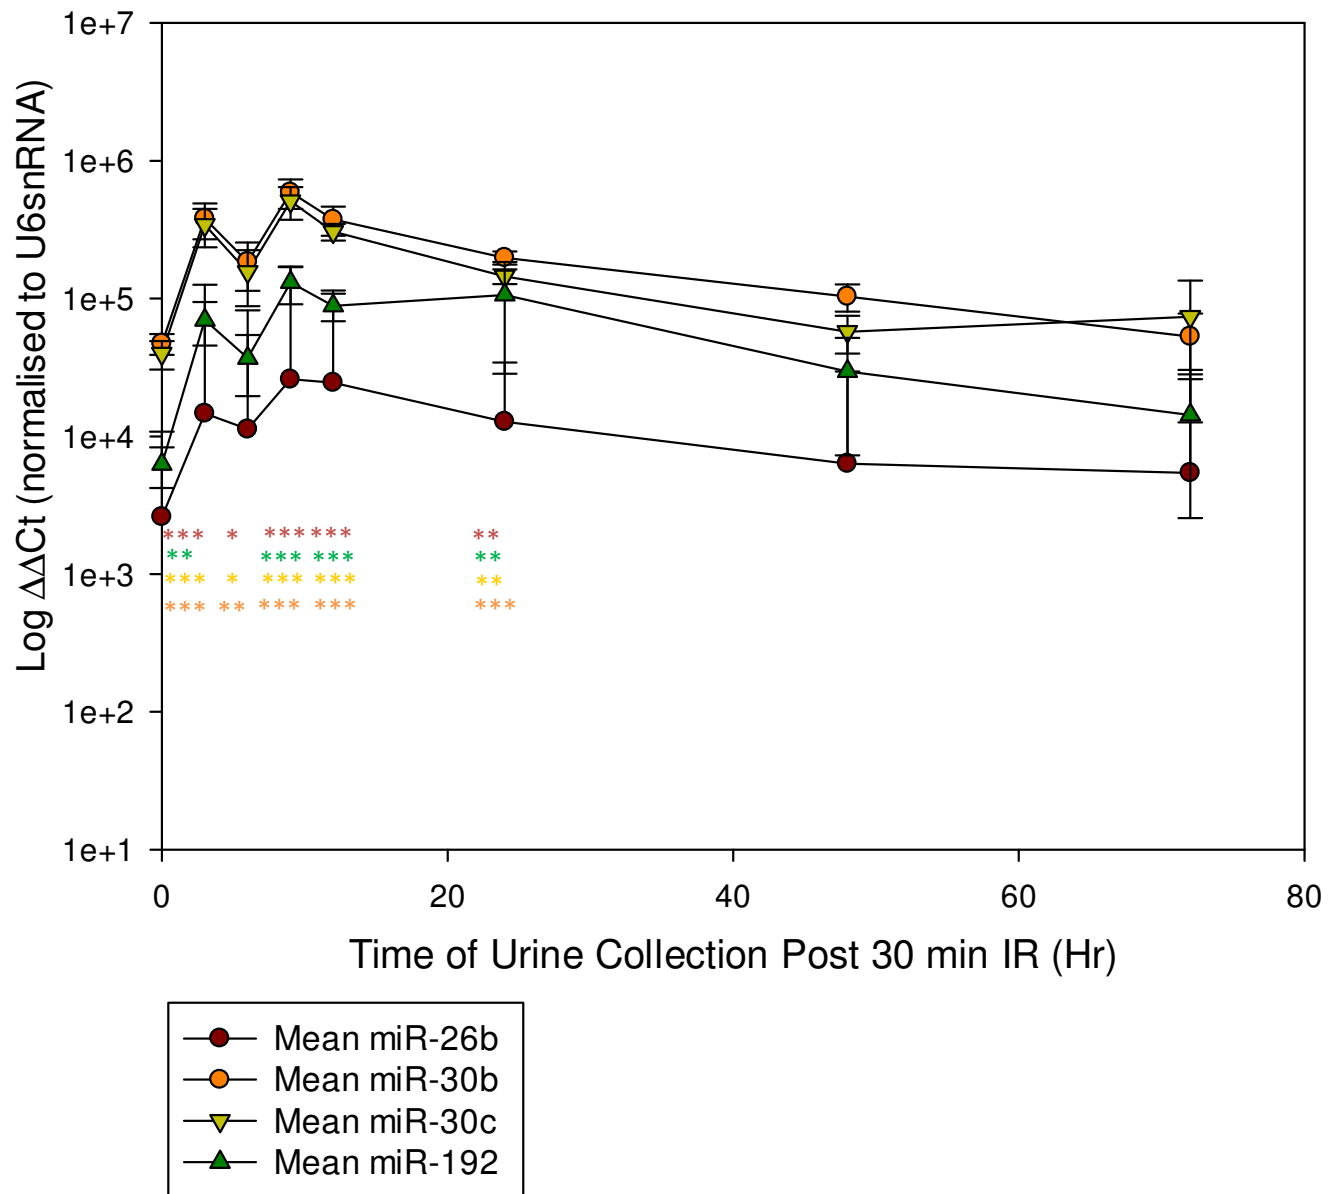 1e+7
1e+6
1e+5
1e+4
1e+3
1e+2
1e+1
Log ΔΔCt (normalised to U6snRNA)
*** * *** *** **
** *** *** **
*** * *** *** **
*** ** *** *** ***
0 20 40 60 80
Time of Urine Collection Post 30 min IR (Hr)
Mean miR-26b
Mean miR-30b
Mean miR-30c
Mean miR-192